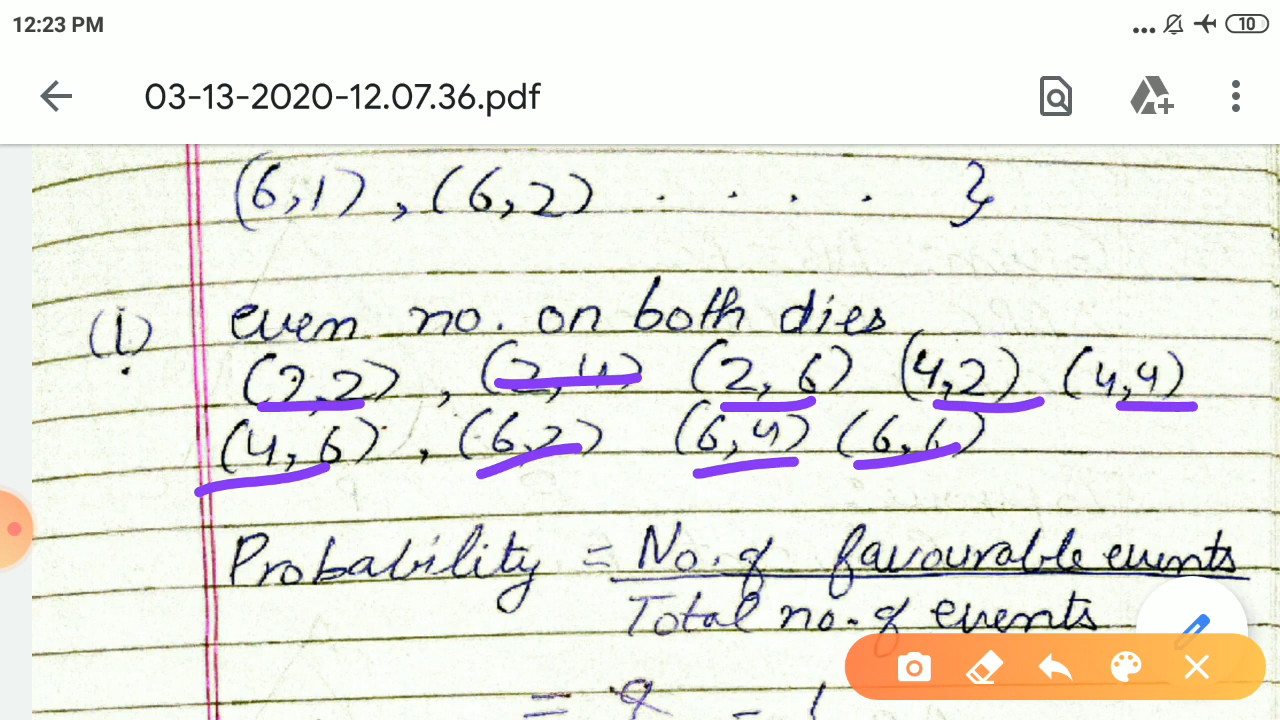 12:23 PM
10
03-13-2020-12.07.36.pdf
(6,1) , (6,2) . . . . }
(i) even no. on both dies
(2,2) , (2,4) (2,6) (4,2) (4,4)
(4,6) , (6,2) (6,4) (6,6)
Probability = No. of favourable events
Total no. of events
=